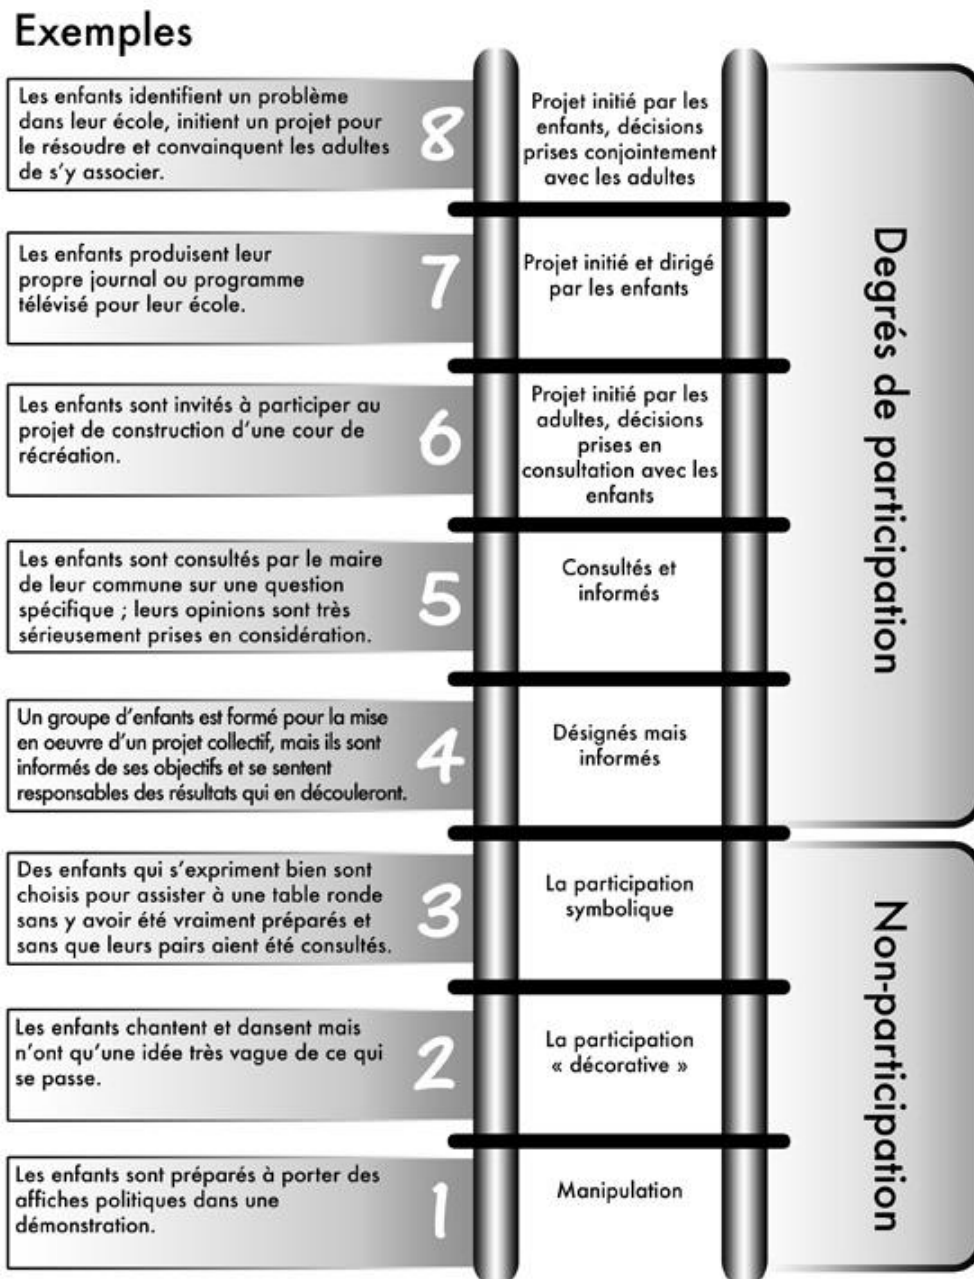 Exemples
Les enfants identifient un problème
dans leur école, initient un projet pour
le résoudre et convainquent les adultes
de s'y associer.
8
Projet initié par les
enfants, décisions
prises conjointement
avec les adultes
Les enfants produisent leur
propre journal ou programme
télévisé pour leur école.
7
Projet initié et dirigé
par les enfants
Les enfants sont invités à participer au
projet de construction d'une cour de
récréation.
6
Projet initié par les
adultes, décisions
prises en
consultation avec les
enfants
Les enfants sont consultés par le maire
de leur commune sur une question
spécifique ; leurs opinions sont très
sérieusement prises en considération.
5
Consultés et
informés
Un groupe d'enfants est formé pour la mise
en oeuvre d'un projet collectif, mais ils sont
informés de ses objectifs et se sentent
responsables des résultats qui en découleront.
4
Désignés mais
informés
Degrés de participation
Des enfants qui s'expriment bien sont
choisis pour assister à une table ronde
sans y avoir été vraiment préparés et
sans que leurs pairs aient été consultés.
3
La participation
symbolique
Les enfants chantent et dansent mais
n'ont qu'une idée très vague de ce qui
se passe.
2
La participation
« décorative »
Les enfants sont préparés à porter des
affiches politiques dans une
démonstration.
1
Manipulation
Non-participation